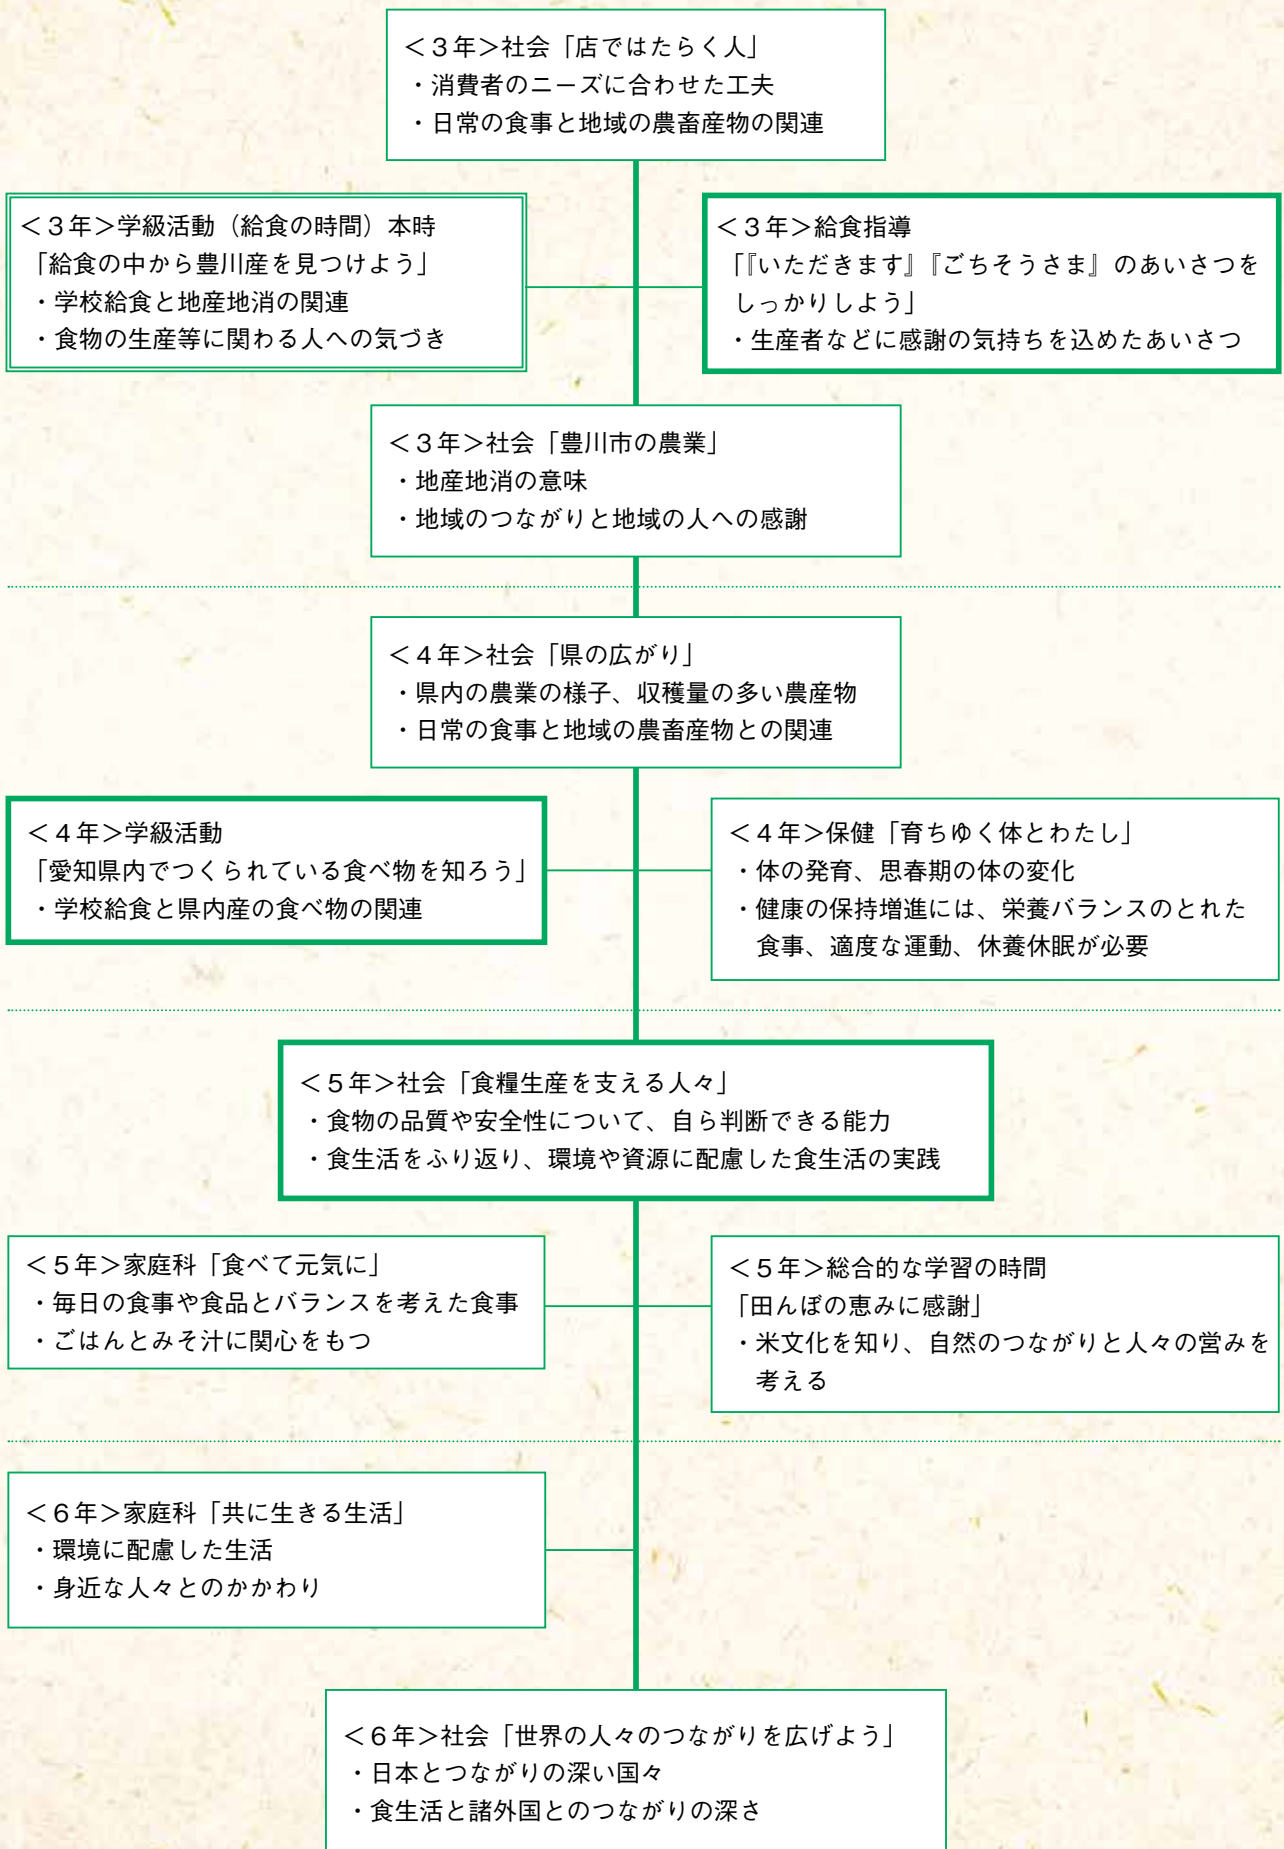 ＜３年＞社会「店ではたらく人」
・消費者のニーズに合わせた工夫
・日常の食事と地域の農畜産物の関連
＜３年＞学級活動（給食の時間）本時
「給食の中から豊川産を見つけよう」
・学校給食と地産地消の関連
・食物の生産等に関わる人への気づき
＜３年＞給食指導
「『いただきます』『ごちそうさま』のあいさつを
しっかりしよう」
・生産者などに感謝の気持ちを込めたあいさつ
＜３年＞社会「豊川市の農業」
・地産地消の意味
・地域のつながりと地域の人への感謝
＜４年＞社会「県の広がり」
・県内の農業の様子、収穫量の多い農産物
・日常の食事と地域の農畜産物との関連
＜４年＞学級活動
「愛知県内でつくられている食べ物を知ろう」
・学校給食と県内産の食べ物の関連
＜４年＞保健「育ちゆく体とわたし」
・体の発育、思春期の体の変化
・健康の保持増進には、栄養バランスのとれた
食事、適度な運動、休養休眠が必要
＜５年＞社会「食糧生産を支える人々」
・食物の品質や安全性について、自ら判断できる能力
・食生活をふり返り、環境や資源に配慮した食生活の実践
＜５年＞家庭科「食べて元気に」
・毎日の食事や食品とバランスを考えた食事
・ごはんとみそ汁に関心をもつ
＜５年＞総合的な学習の時間
「田んぼの恵みに感謝」
・米文化を知り、自然のつながりと人々の営みを
考える
＜６年＞家庭科「共に生きる生活」
・環境に配慮した生活
・身近な人々とのかかわり
＜６年＞社会「世界の人々のつながりを広げよう」
・日本とつながりの深い国々
・食生活と諸外国とのつながりの深さ